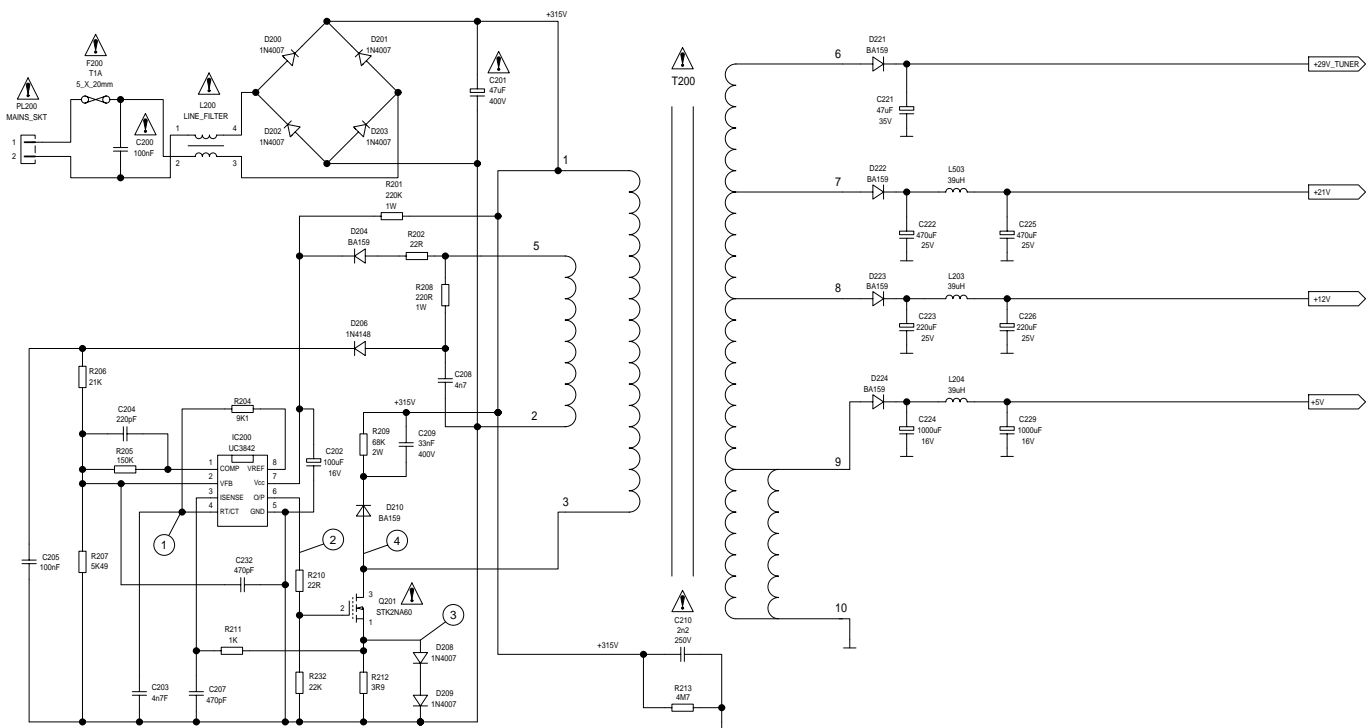 +315V
D200
1N4007
D201
1N4007
F200
T1A
5_X_20mm
PL200
MAINS_SKT
1
2
C200
100nF
L200
LINE_FILTER
1
4
2
3
D202
1N4007
D203
1N4007
C201
47uF
400V
T200
R201
220K
1W
D204
BA159
R202
22R
R208
220R
1W
D206
1N4148
C208
4n7
1
5
2
3
+315V
R209
68K
2W
C209
33nF
400V
D210
BA159
R206
21K
C204
220pF
R204
9K1
R205
150K
IC200
UC3842
1 COMP VREF 8
2 VFB Vcc 7
3 ISENSE O/P 6
4 RT/CT GND 5
C202
100uF
16V
1
2
4
3
C205
100nF
R207
5K49
C232
470pF
R210
22R
Q201
STK2NA60
3
2
1
R211
1K
D208
1N4007
C203
4n7F
C207
470pF
R232
22K
R212
3R9
D209
1N4007
+315V
C210
2n2
250V
R213
4M7
6
D221
BA159
C221
47uF
35V
+29V_TUNER
7
D222
BA159
L503
39uH
C222
470uF
25V
C225
470uF
25V
+21V
8
D223
BA159
L203
39uH
C223
220uF
25V
C226
220uF
25V
+12V
9
D224
BA159
L204
39uH
C224
1000uF
16V
C229
1000uF
16V
+5V
10